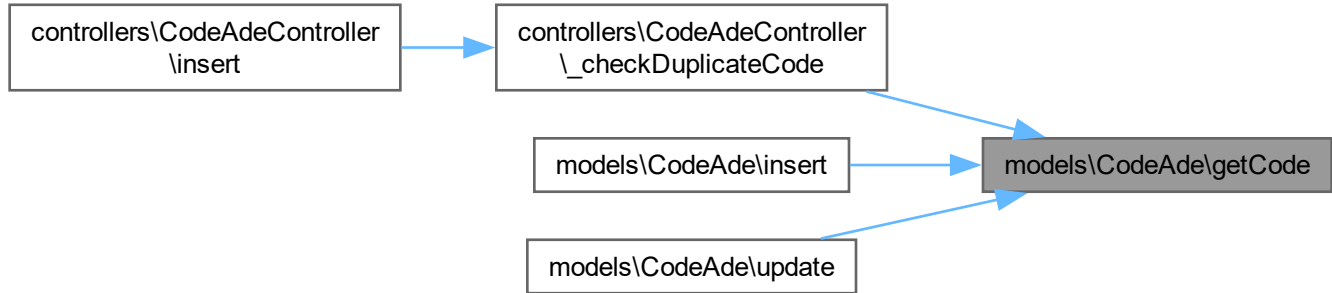 controllers\CodeAdeController
\insert
controllers\CodeAdeController
\_checkDuplicateCode
models\CodeAde\insert
models\CodeAde\getCode
models\CodeAde\update